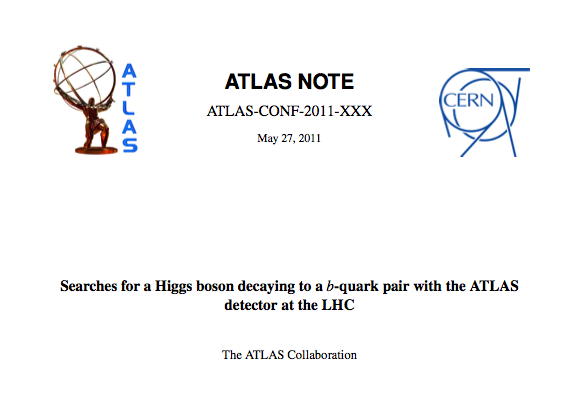 ATLAS
ATLAS NOTE
ATLAS-CONF-2011-XXX
May 27, 2011
CERN
Searches for a Higgs boson decaying to a b-quark pair with the ATLAS
detector at the LHC
The ATLAS Collaboration